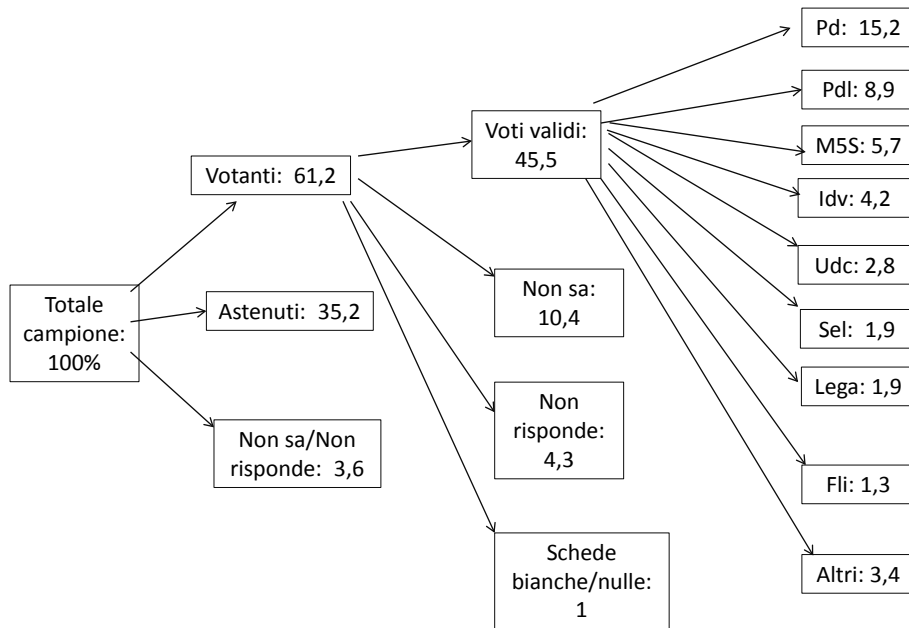 Totale
campione:
100%
Votanti: 61,2
Astenuti: 35,2
Non sa/Non
risponde: 3,6
Voti validi:
45,5
Non sa:
10,4
Non
risponde:
4,3
Schede
bianche/nulle:
1
Pd: 15,2
Pdl: 8,9
M5S: 5,7
Idv: 4,2
Udc: 2,8
Sel: 1,9
Lega: 1,9
Fli: 1,3
Altri: 3,4